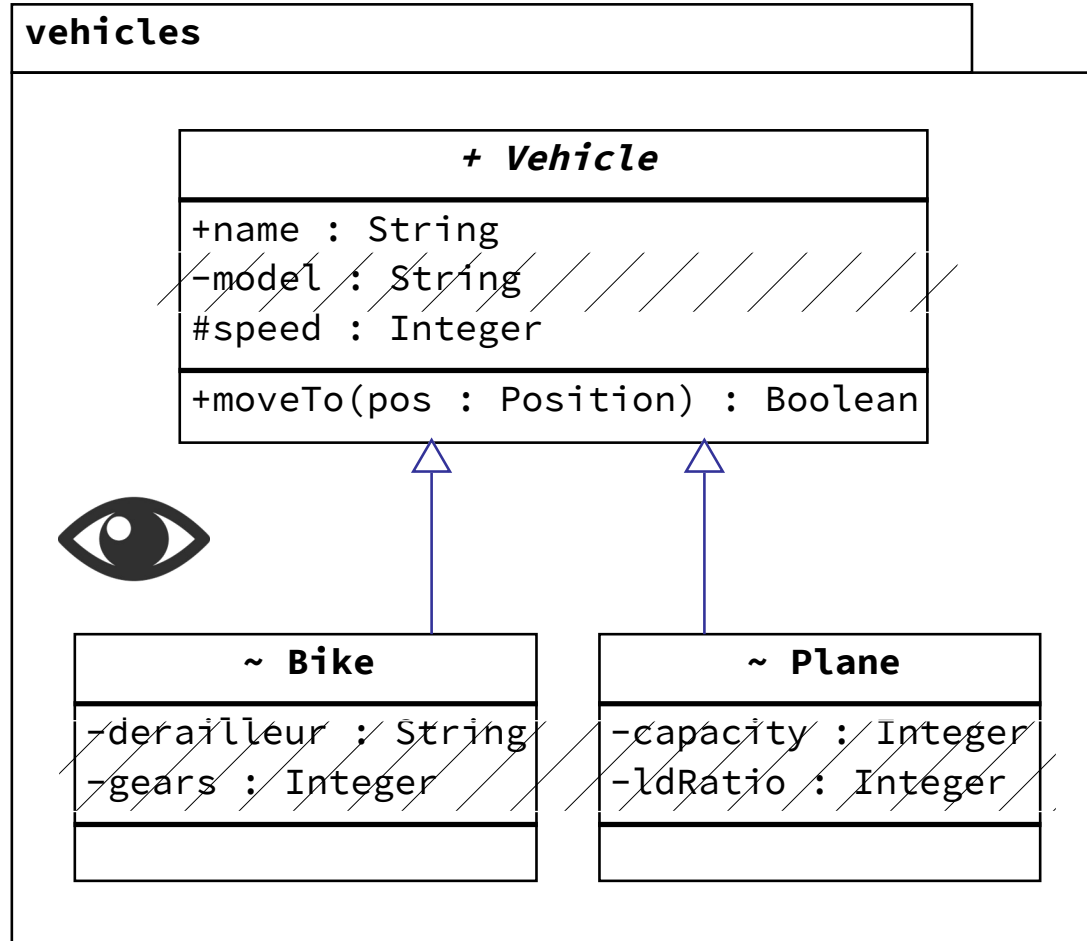 vehicles
+ Vehicle
+name : String
-model : String
#speed : Integer
+moveTo(pos : Position) : Boolean
~ Bike
-derailleur : String
-gears : Integer
~ Plane
-capacity : Integer
-ldRatio : Integer